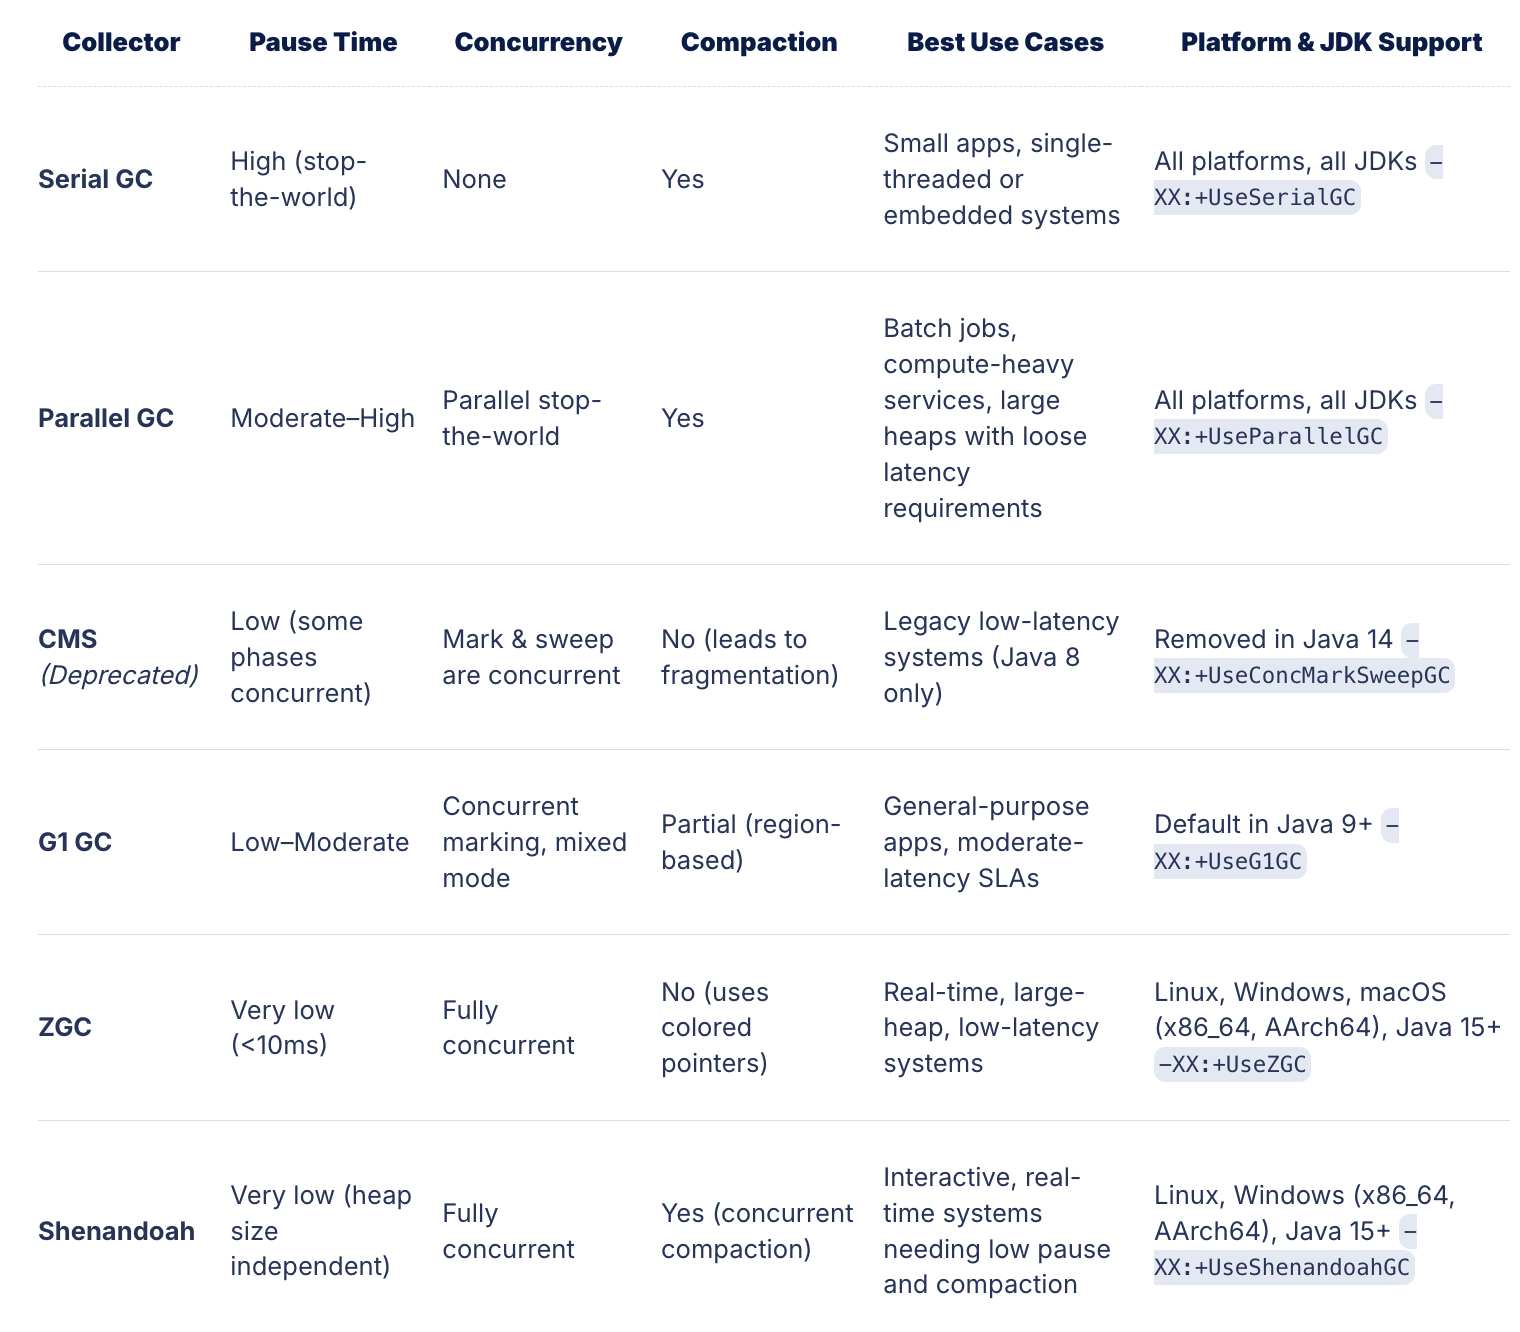 Collector Pause Time Concurrency Compaction Best Use Cases Platform & JDK Support
Serial GC
High (stop-
the-world)
None
Yes
Small apps, single-
threaded or
embedded systems
All platforms, all JDKs –
XX:+UseSerialGC
Parallel GC
Moderate–High
Parallel stop-
the-world
Yes
Batch jobs,
compute-heavy
services, large
heaps with loose
latency
requirements
All platforms, all JDKs –
XX:+UseParallelGC
CMS
(Deprecated)
Low (some
phases
concurrent)
Mark & sweep
are concurrent
No (leads to
fragmentation)
Legacy low-latency
systems (Java 8
only)
Removed in Java 14 –
XX:+UseConcMarkSweepGC
G1 GC
Low–Moderate
Concurrent
marking, mixed
mode
Partial (region-
based)
General-purpose
apps, moderate-
latency SLAs
Default in Java 9+ –
XX:+UseG1GC
ZGC
Very low
(<10ms)
Fully
concurrent
No (uses
colored
pointers)
Real-time, large-
heap, low-latency
systems
Linux, Windows, macOS
(x86_64, AArch64), Java 15+
–XX:+UseZGC
Shenandoah
Very low (heap
size
independent)
Fully
concurrent
Yes (concurrent
compaction)
Interactive, real-
time systems
needing low pause
and compaction
Linux, Windows (x86_64,
AArch64), Java 15+ –
XX:+UseShenandoahGC